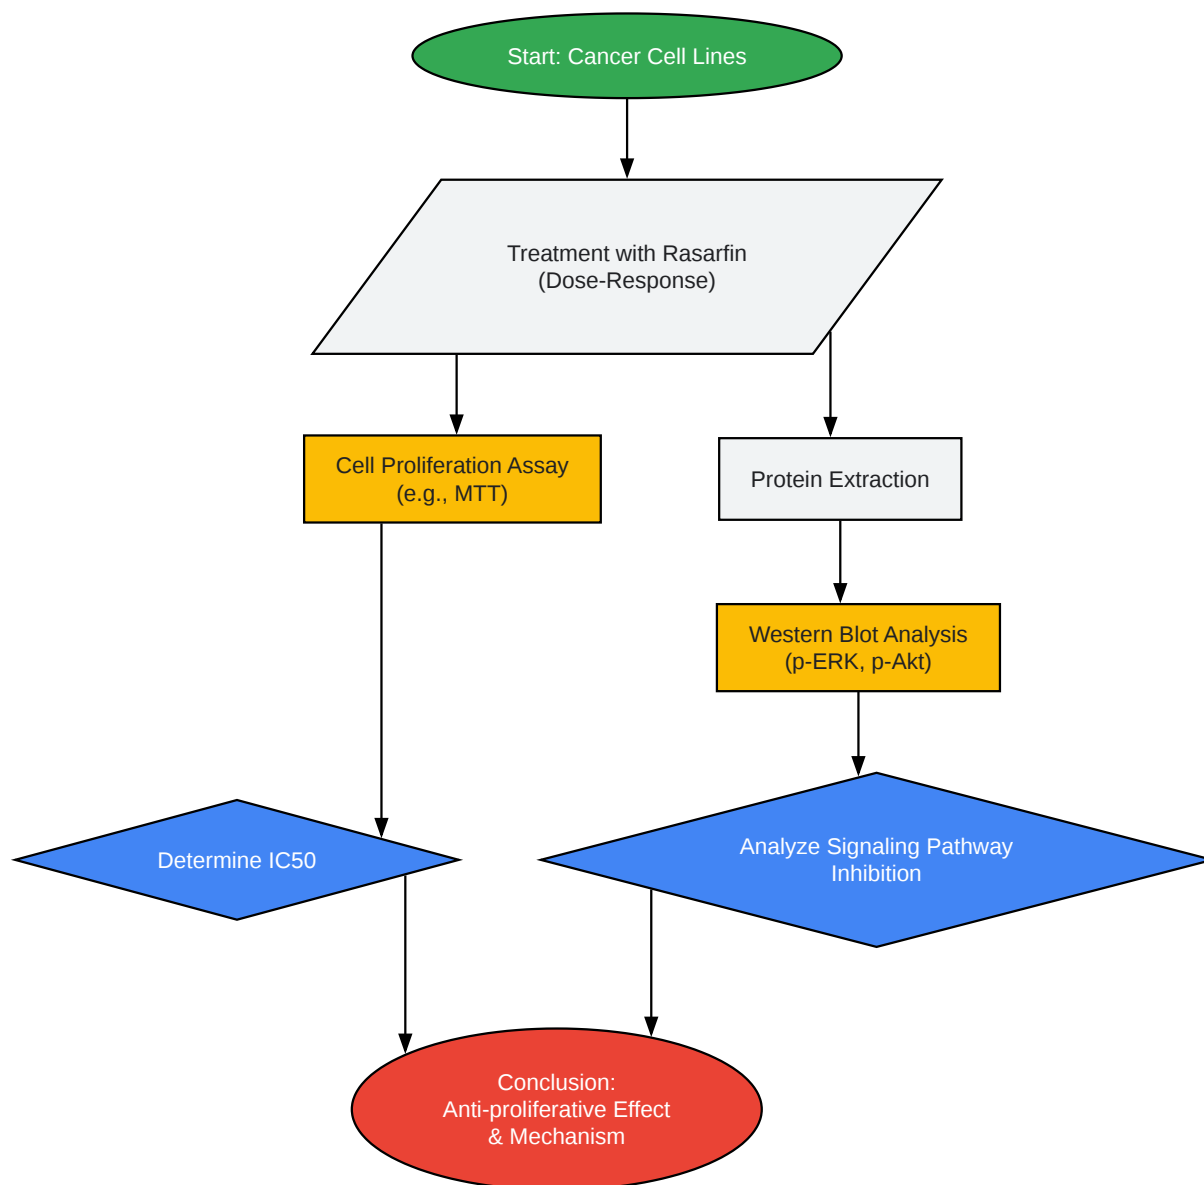 Start: Cancer Cell Lines
Treatment with Rasarfin
(Dose-Response)
Cell Proliferation Assay
(e.g., MTT)
Protein Extraction
Western Blot Analysis
(p-ERK, p-Akt)
Determine IC50
Analyze Signaling Pathway
Inhibition
Conclusion:
Anti-proliferative Effect
& Mechanism